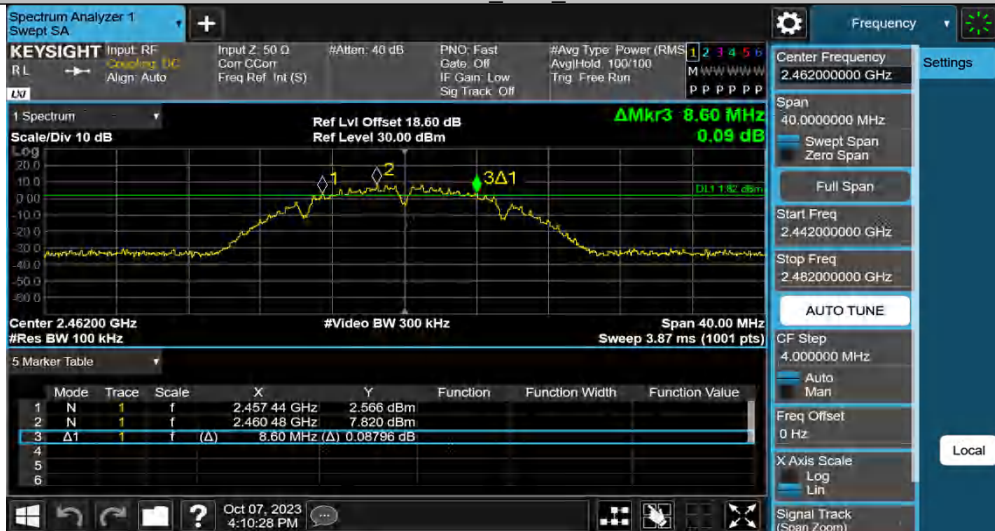 Spectrum Analyzer 1
Swept SA
+
Frequency
KEYSIGHT
RL
LXI
Input: RF
Coupling: DC
Align: Auto
Input Z: 50 Ω
Corr CCorr
Freq Ref: Int (S)
#Atten: 40 dB
PNO: Fast
Gate: Off
IF Gain: Low
Sig Track: Off
#Avg Type: Power (RMS
Avg|Hold: 100/100
Trig: Free Run
1 2 3 4 5 6
M W W W W W
P P P P P P
1 Spectrum
Scale/Div 10 dB
Ref Lvl Offset 18.60 dB
Ref Level 30.00 dBm
ΔMkr3 8.60 MHz
0.09 dB
Log
20.0
10.0
0.00
-10.0
-20.0
-30.0
-40.0
-50.0
-60.0
1
2
3Δ1
DL1 1.82 dBm
Center 2.46200 GHz
#Video BW 300 kHz
Span 40.00 MHz
#Res BW 100 kHz
Sweep 3.87 ms (1001 pts)
5 Marker Table
Mode Trace Scale X Y Function Function Width Function Value
1 N 1 f 2.457 44 GHz 2.566 dBm
2 N 1 f 2.460 48 GHz 7.820 dBm
3 Δ1 1 f (Δ) 8.60 MHz (Δ) 0.08796 dB
4
5
6
?
Oct 07, 2023
4:10:28 PM
Center Frequency
2.462000000 GHz
Span
40.0000000 MHz
Swept Span
Zero Span
Full Span
Start Freq
2.442000000 GHz
Stop Freq
2.482000000 GHz
AUTO TUNE
CF Step
4.000000 MHz
Auto
Man
Freq Offset
0 Hz
X Axis Scale
Log
Lin
Signal Track
(Span Zoom)
Settings
Local